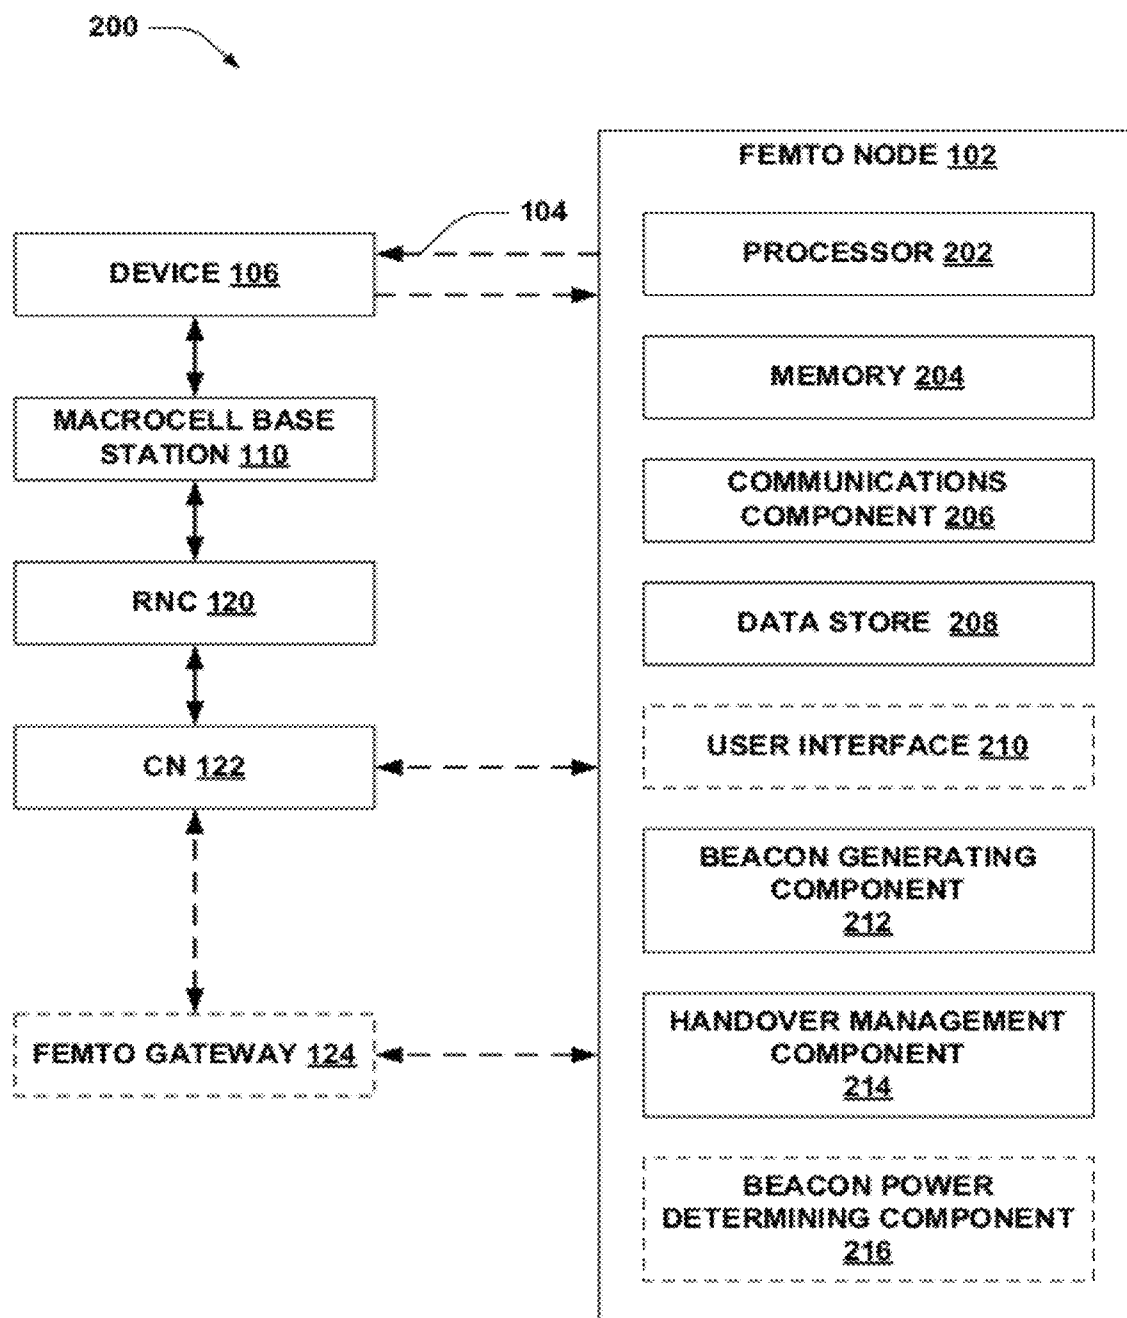 200
FEMTO NODE 102
104
DEVICE 106
PROCESSOR 202
MEMORY 204
MACROCELL BASE
STATION 110
COMMUNICATIONS
COMPONENT 206
RNC 120
DATA STORE 208
CN 122
USER INTERFACE 210
BEACON GENERATING
COMPONENT
212
FEMTO GATEWAY 124
HANDOVER MANAGEMENT
COMPONENT
214
BEACON POWER
DETERMINING COMPONENT
216